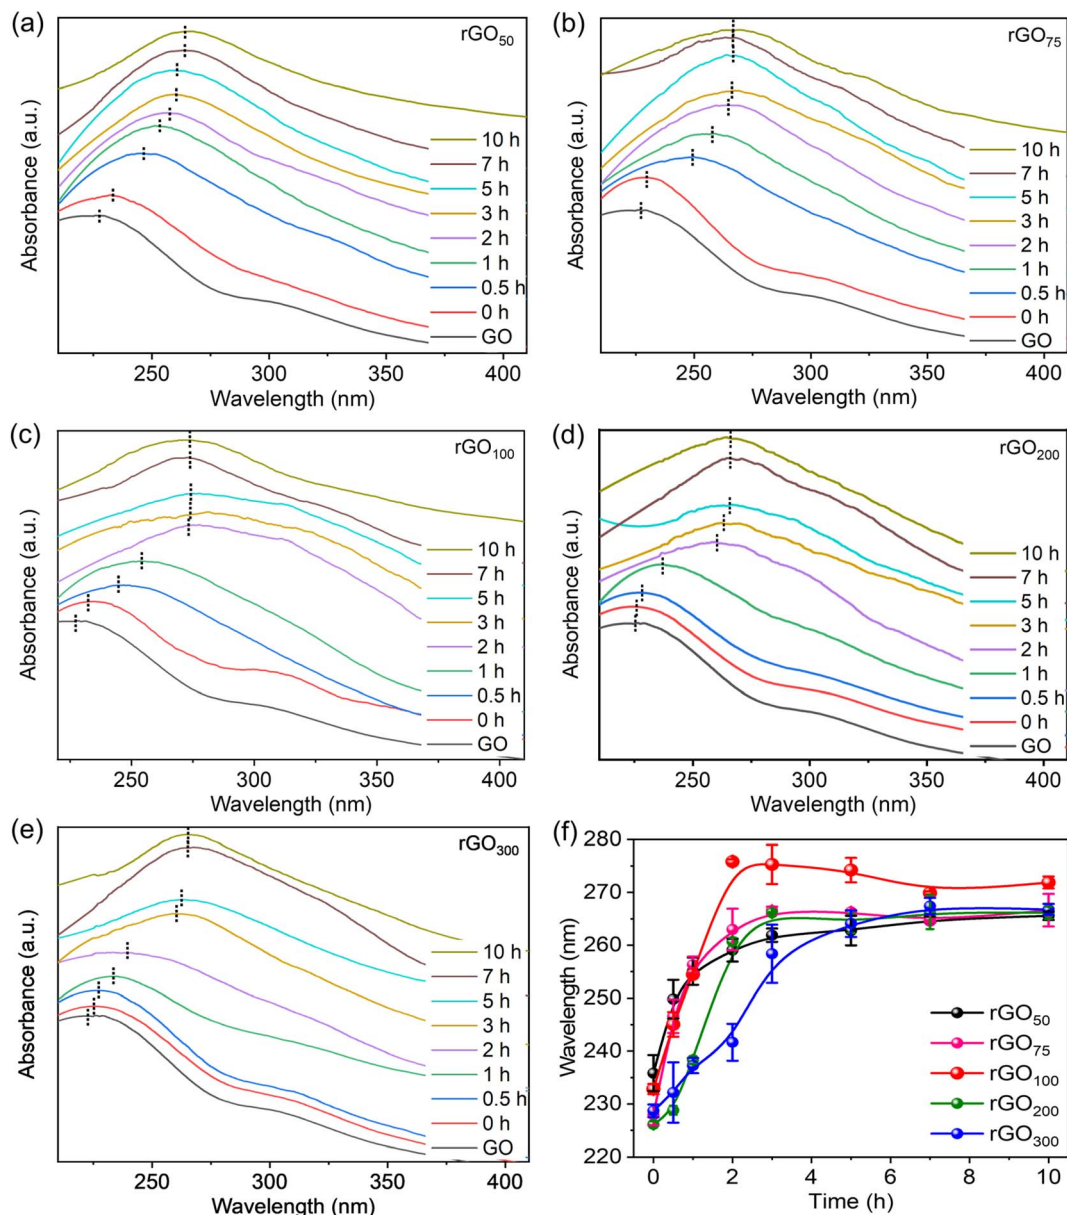 (a)
rGO50
Absorbance (a.u.)
10 h
7 h
5 h
3 h
2 h
1 h
0.5 h
0 h
GO
250
300
350
400
Wavelength (nm)
(b)
rGO75
Absorbance (a.u.)
10 h
7 h
5 h
3 h
2 h
1 h
0.5 h
0 h
GO
250
300
350
400
Wavelength (nm)
(c)
rGO100
Absorbance (a.u.)
10 h
7 h
5 h
3 h
2 h
1 h
0.5 h
0 h
GO
250
300
350
400
Wavelength (nm)
(d)
rGO200
Absorbance (a.u.)
10 h
7 h
5 h
3 h
2 h
1 h
0.5 h
0 h
GO
250
300
350
400
Wavelength (nm)
(e)
rGO300
Absorbance (a.u.)
10 h
7 h
5 h
3 h
2 h
1 h
0.5 h
0 h
GO
250
300
350
400
Wavelength (nm)
(f)
280
270
260
250
240
230
220
Wavelength (nm)
rGO50
rGO75
rGO100
rGO200
rGO300
0
2
4
6
8
10
Time (h)